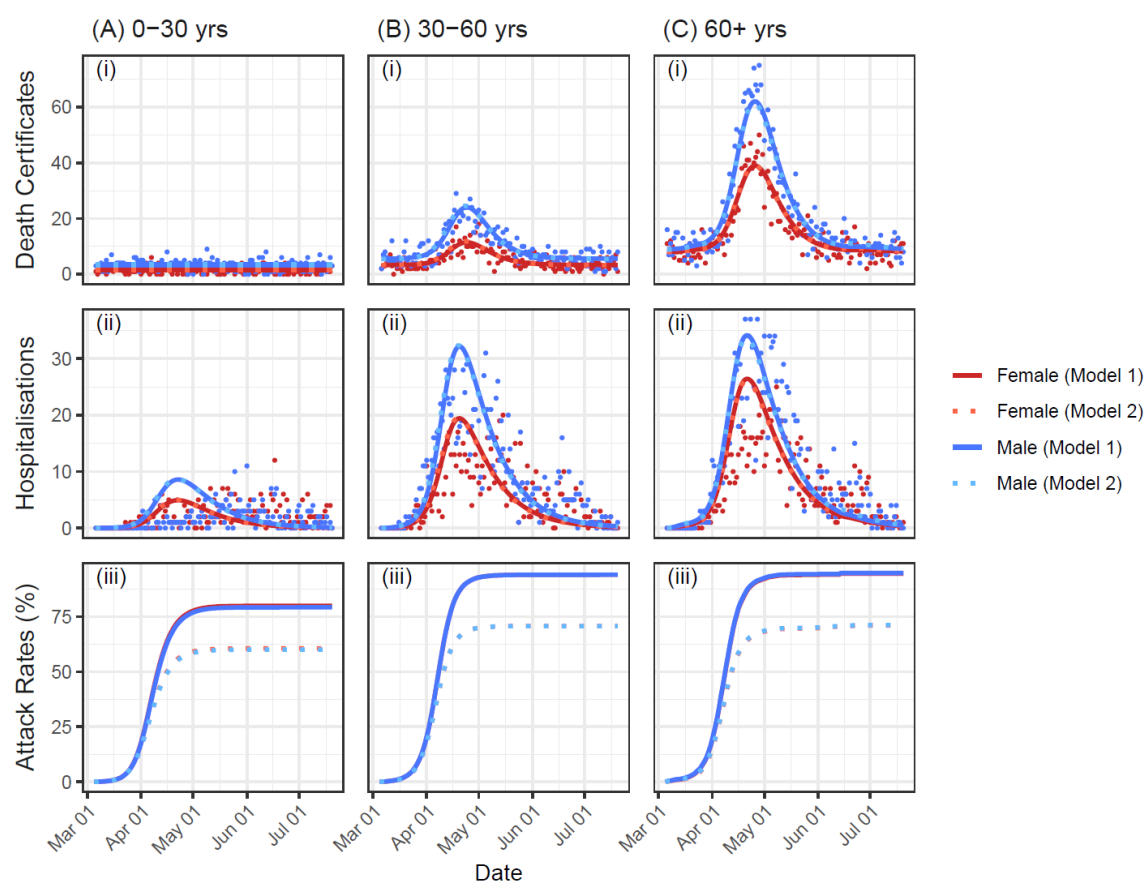 (A) 0−30 yrs
(B) 30−60 yrs
(C) 60+ yrs
Death Certificates
60
40
20
0
(i)
(i)
(i)
Hospitalisations
30
20
10
0
(ii)
(ii)
(ii)
Attack Rates (%)
75
50
25
0
(iii)
(iii)
(iii)
Mar 01
Apr 01
May 01
Jun 01
Jul 01
Mar 01
Apr 01
May 01
Jun 01
Jul 01
Mar 01
Apr 01
May 01
Jun 01
Jul 01
Date
Female (Model 1)
Female (Model 2)
Male (Model 1)
Male (Model 2)